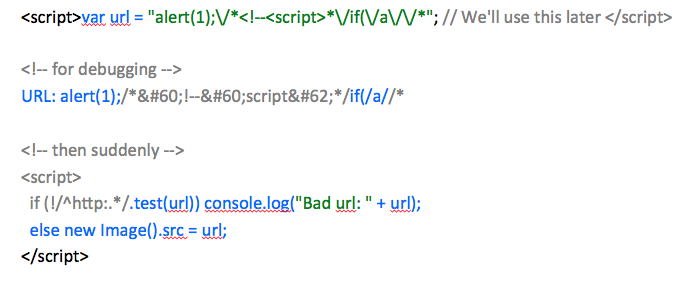 <script>var url = "alert(1);\/*<!--<script>*\/if(\/a\/\/\/*"; // We'll use this later </script>
<!-- for debugging -->
URL: alert(1);/*&#60;!--&#60;script&#62;*/if(/a//*
<!-- then suddenly -->
<script>
if (!/^http:.*/.test(url)) console.log("Bad url: " + url);
else new Image().src = url;
</script>